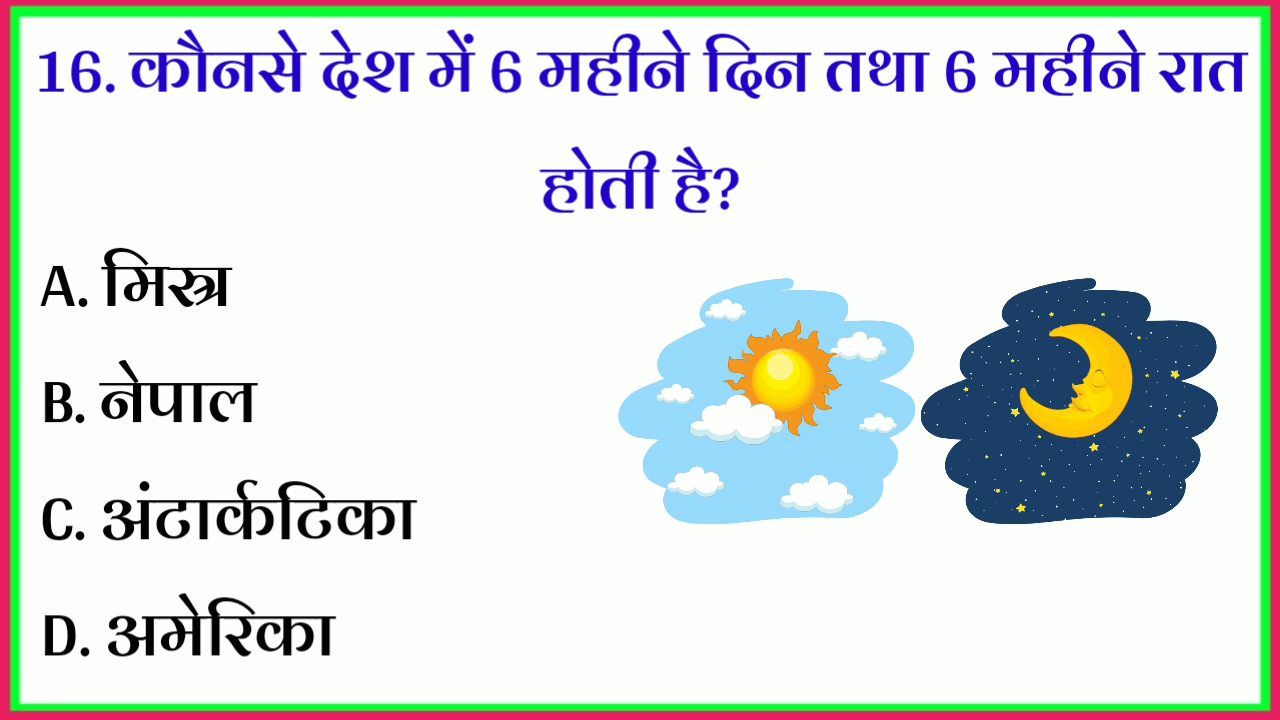 16. कौनसे देश में 6 महीने दिन तथा 6 महीने रात
होती है?
A. मिस्त्र
B. नेपाल
C. अंटार्कटिका
D. अमेरिका